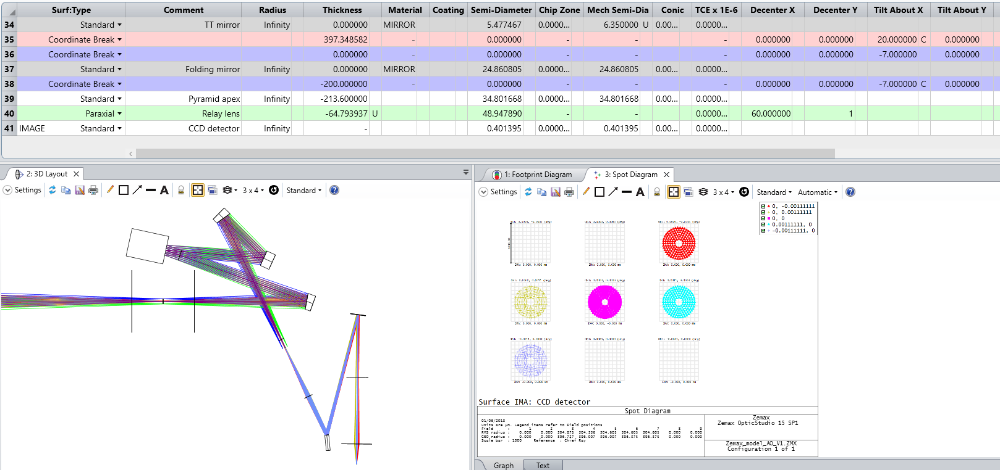 Surf:Type Comment Radius Thickness Material Coating Semi-Diameter Chip Zone Mech Semi-Dia Conic TCE x 1E-6 Decenter X Decenter Y Tilt About X Tilt About Y
34 Standard TT mirror Infinity 0.000000 MIRROR 5.477467 0.0000... 6.350000 U 0.00... 0.0000...
35 Coordinate Break 397.348582 - 0.000000 - - - 0.000000 0.000000 20.000000 C 0.000000
36 Coordinate Break 0.000000 - 0.000000 - - - 0.000000 0.000000 -7.000000 0.000000
37 Standard Folding mirror Infinity 0.000000 MIRROR 24.860805 0.0000... 24.860805 0.00... 0.0000...
38 Coordinate Break -200.000000 - 0.000000 - - - 0.000000 0.000000 -7.000000 C 0.000000
39 Standard Pyramid apex Infinity -213.600000 34.801668 0.0000... 34.801668 0.00... 0.0000...
40 Paraxial Relay lens -64.793937 U 48.947890 - - 0.0000... 60.000000 1
41 IMAGE Standard CCD detector Infinity - 0.401395 0.0000... 0.401395 0.00... 0.0000...
2: 3D Layout
Settings 3 x 4 Standard
1: Footprint Diagram 3: Spot Diagram
Settings 3 x 4 Standard Automatic
0, -0.00111111
0, 0.00111111
0, 0
0.00111111, 0
-0.00111111, 0
Surface IMA: CCD detector
Spot Diagram
01/06/2018
Units are µm. Legend items refer to Field positions
Field : 1 2 3 4 5 6 7 8 9
RMS radius : 0.000 0.000
GEO radius : 0.000 0.000
Scale bar : 1000 Reference : Chief Ray
Zemax
Zemax OpticStudio 15 SP1
Zemax_model_AO_V1.ZMX
Configuration 1 of 1
Graph Text